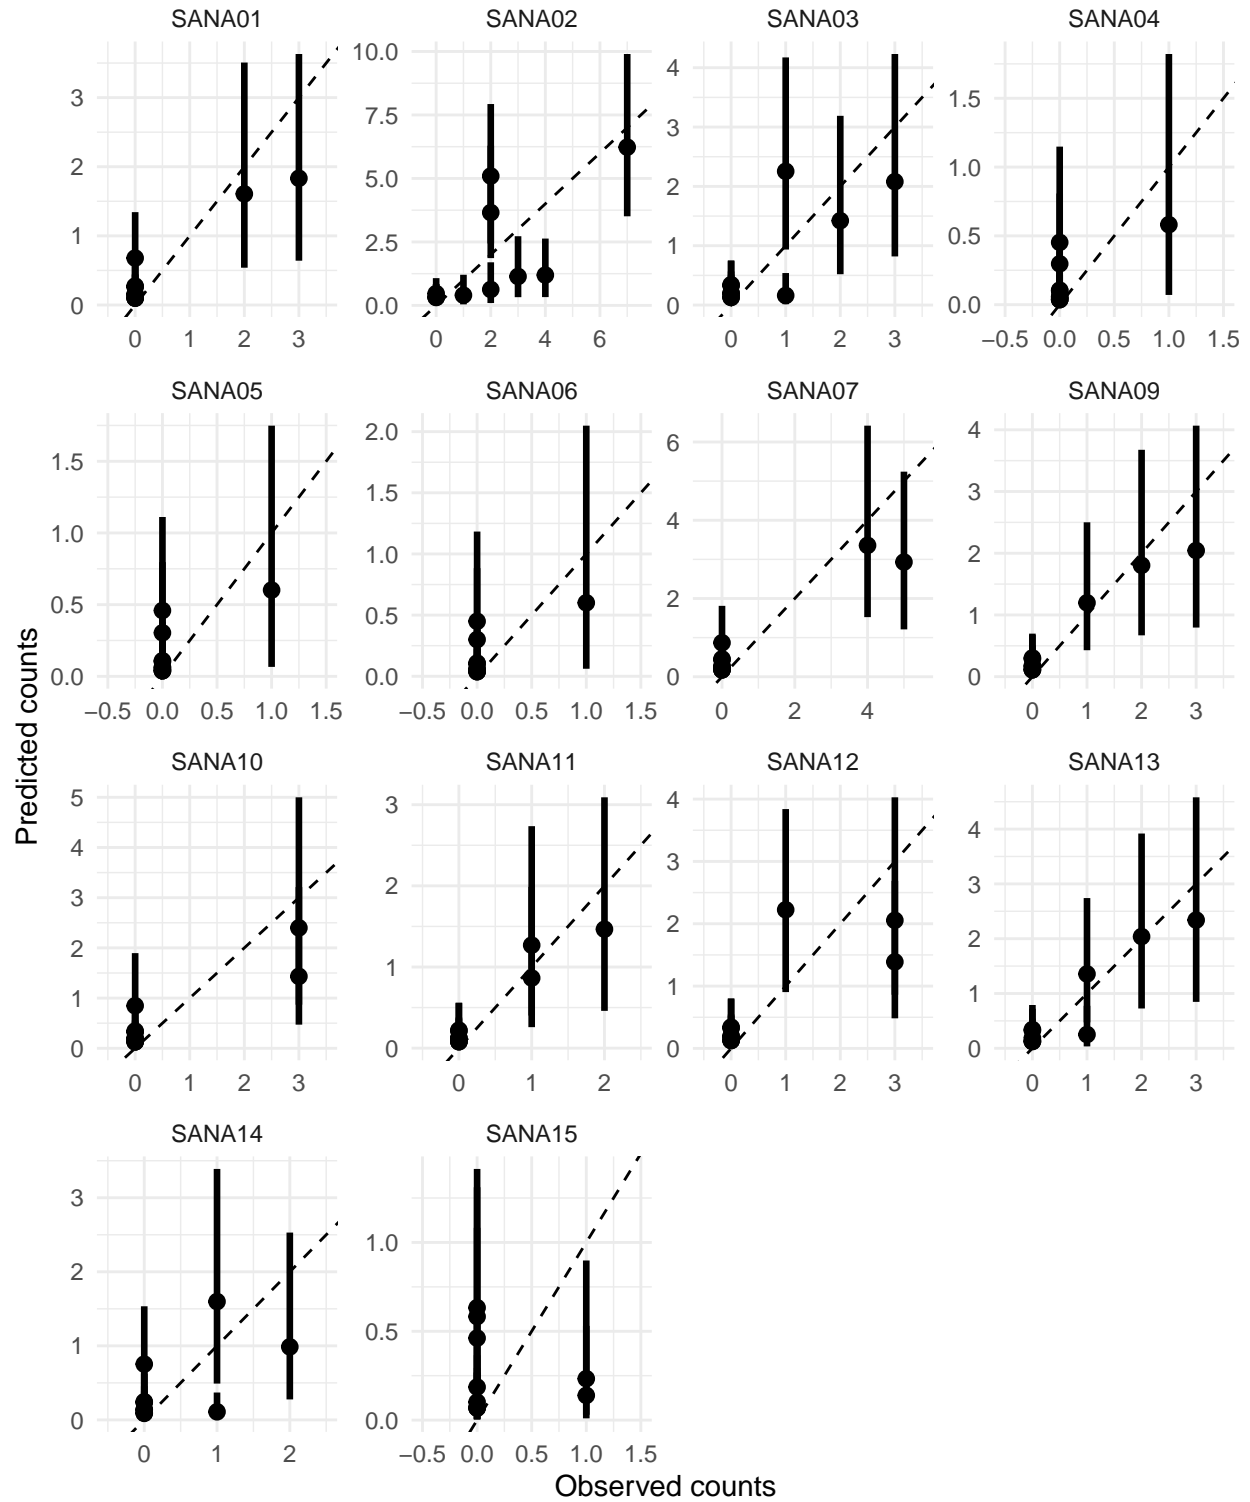 SANA01 SANA02 SANA03 SANA04
3 10.0 4 1.5
2 7.5 3 1.0
1 5.0 2 0.5
0 2.5 1 0.0
0.0 0
0 1 2 3 0 2 4 6 0 1 2 3 −0.5 0.0 0.5 1.0 1.5
SANA05 SANA06 SANA07 SANA09
1.5 2.0 6 4
1.0 1.5 4 3
0.5 1.0 2 2
0.0 0.5 0 1
0.0 0
−0.5 0.0 0.5 1.0 1.5 −0.5 0.0 0.5 1.0 1.5 0 2 4 0 1 2 3
Predicted counts
SANA10 SANA11 SANA12 SANA13
5 3 4 4
4 2 3 3
3 1 2 2
2 0 1 1
1 0 0
0
0 1 2 3 0 1 2 0 1 2 3 0 1 2 3
SANA14 SANA15
3 1.0
2 0.5
1 0.0
0
0 1 2 −0.5 0.0 0.5 1.0 1.5
Observed counts